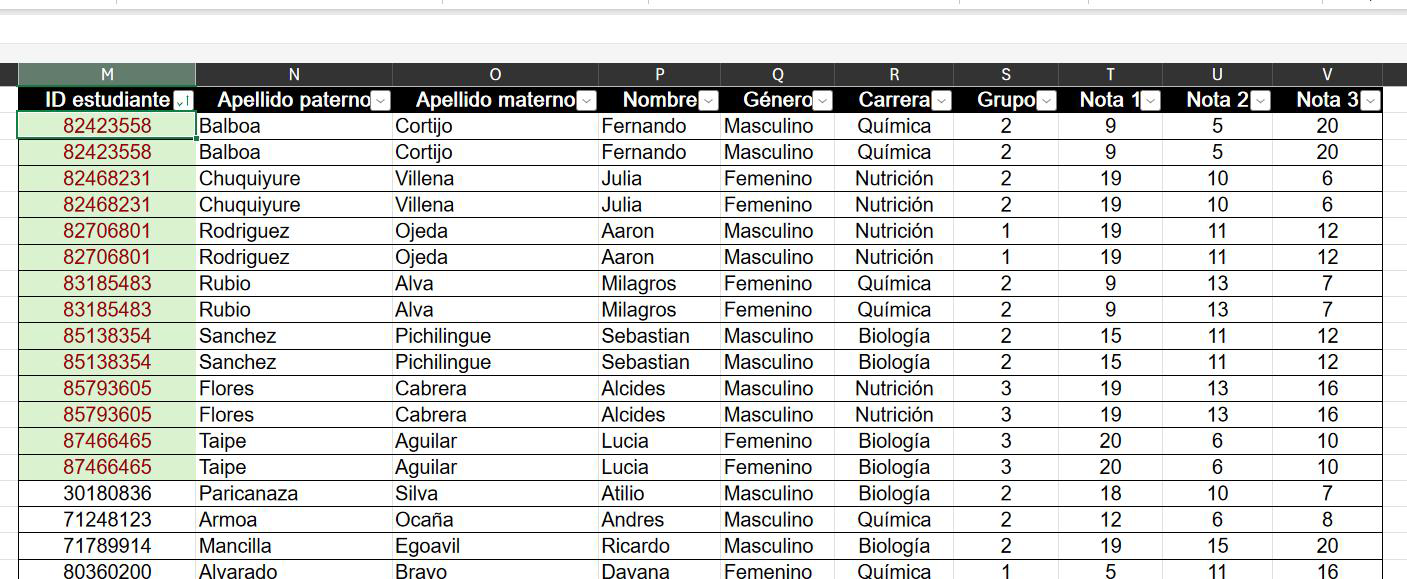 M N O P Q R S T U V
ID estudiante Apellido paterno Apellido materno Nombre Género Carrera Grupo Nota 1 Nota 2 Nota 3
82423558 Balboa Cortijo Fernando Masculino Química 2 9 5 20
82423558 Balboa Cortijo Fernando Masculino Química 2 9 5 20
82468231 Chuquiyure Villena Julia Femenino Nutrición 2 19 10 6
82468231 Chuquiyure Villena Julia Femenino Nutrición 2 19 10 6
82706801 Rodriguez Ojeda Aaron Masculino Nutrición 1 19 11 12
82706801 Rodriguez Ojeda Aaron Masculino Nutrición 1 19 11 12
83185483 Rubio Alva Milagros Femenino Química 2 9 13 7
83185483 Rubio Alva Milagros Femenino Química 2 9 13 7
85138354 Sanchez Pichilingue Sebastian Masculino Biología 2 15 11 12
85138354 Sanchez Pichilingue Sebastian Masculino Biología 2 15 11 12
85793605 Flores Cabrera Alcides Masculino Nutrición 3 19 13 16
85793605 Flores Cabrera Alcides Masculino Nutrición 3 19 13 16
87466465 Taipe Aguilar Lucia Femenino Biología 3 20 6 10
87466465 Taipe Aguilar Lucia Femenino Biología 3 20 6 10
30180836 Paricanaza Silva Atilio Masculino Biología 2 18 10 7
71248123 Armoa Ocaña Andres Masculino Química 2 12 6 8
71789914 Mancilla Egoavil Ricardo Masculino Biología 2 19 15 20
80360200 Alvarado Bravo Dayana Femenino Química 1 5 11 16